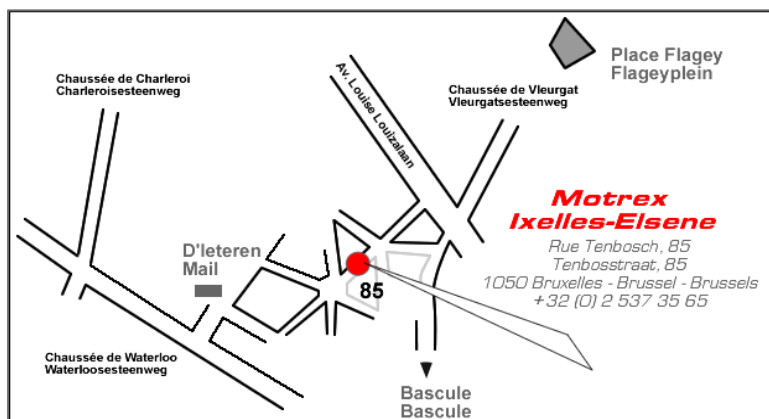 Place Flagey
Flageyplein
Chaussée de Charleroi
Charleroisesteenweg
Av. Louise Louizalaan
Chaussée de Vleurgat
Vleurgatsesteenweg
Motrex
Ixelles-Elsene
Rue Tenbosch, 85
Tenbosstraat, 85
1050 Bruxelles - Brussel - Brussels
+32 (0) 2 537 35 65
D'Ieteren
Mail
85
Chaussée de Waterloo
Waterloosesteenweg
Bascule
Bascule